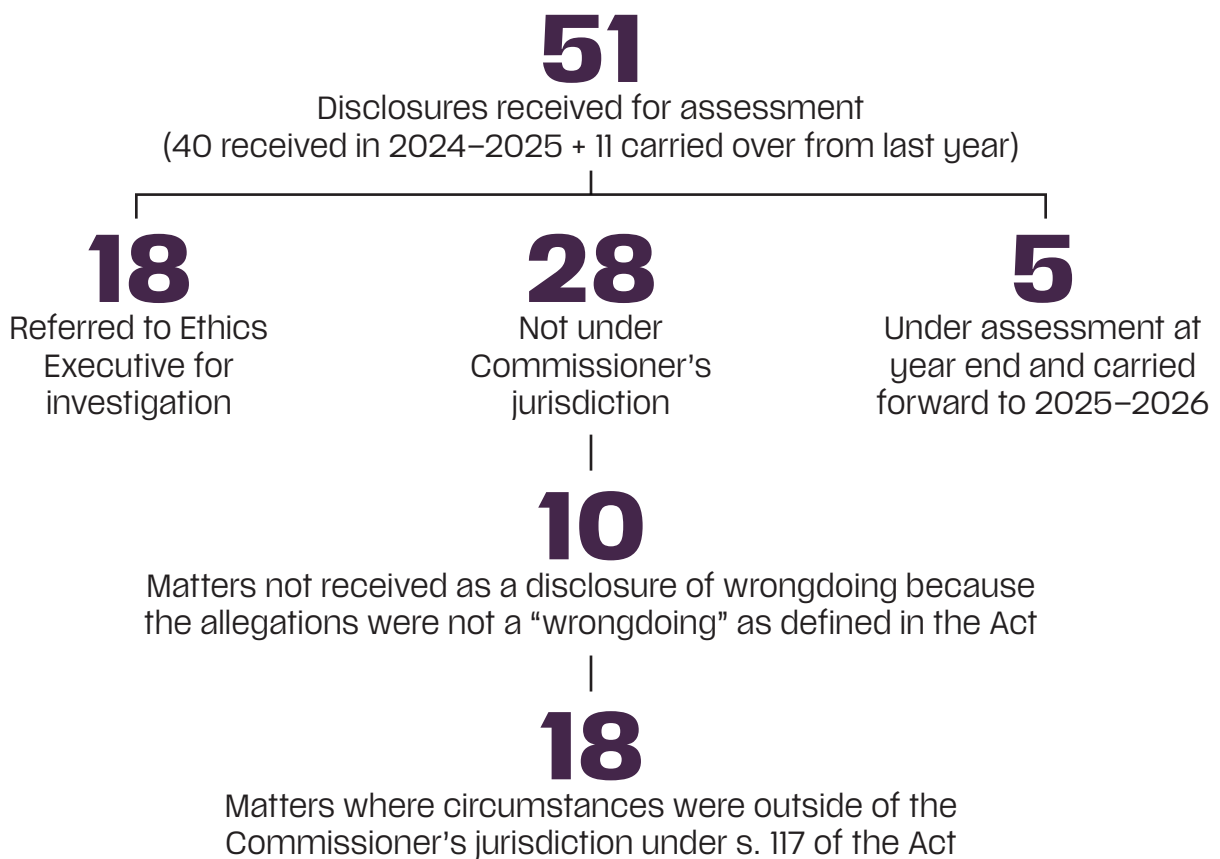 51
Disclosures received for assessment
(40 received in 2024–2025 + 11 carried over from last year)
18
Referred to Ethics
Executive for
investigation
28
Not under
Commissioner’s
jurisdiction
5
Under assessment at
year end and carried
forward to 2025–2026
10
Matters not received as a disclosure of wrongdoing because
the allegations were not a “wrongdoing” as defined in the Act
18
Matters where circumstances were outside of the
Commissioner’s jurisdiction under s. 117 of the Act